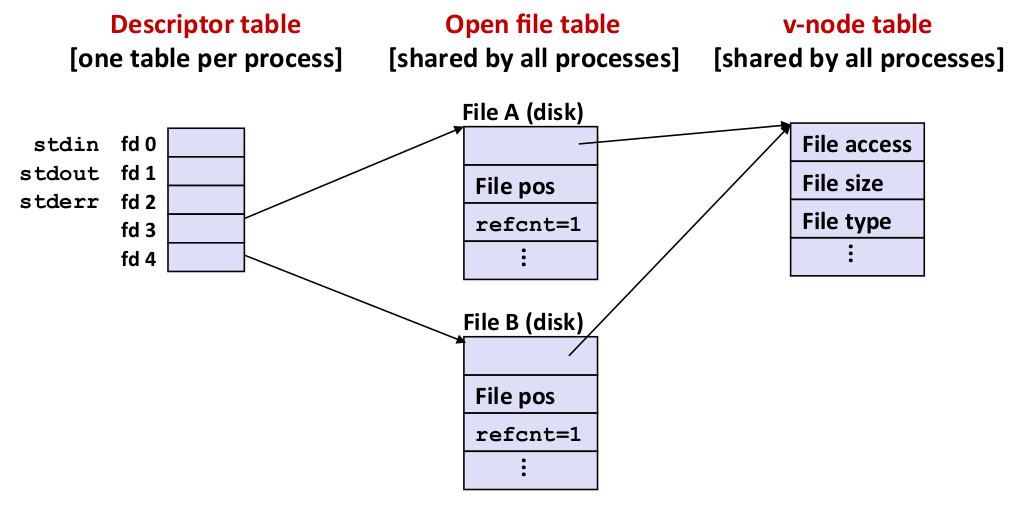 Descriptor table
[one table per process]
Open file table
[shared by all processes]
v-node table
[shared by all processes]
stdin fd 0
stdout fd 1
stderr fd 2
fd 3
fd 4
File A (disk)
File pos
refcnt=1
⋮
File B (disk)
File pos
refcnt=1
⋮
File access
File size
File type
⋮